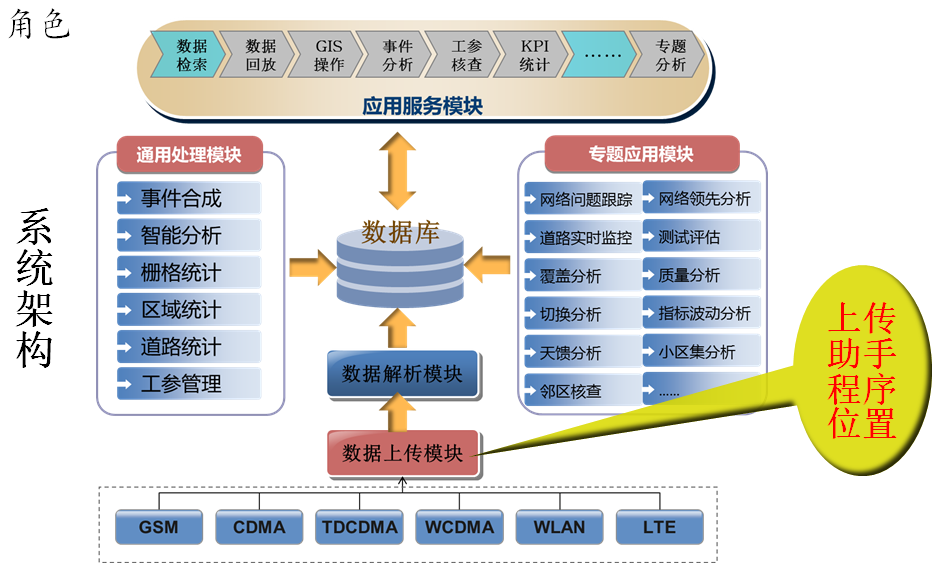 角色
数据
检索
数据
回放
GIS
操作
事件
分析
工参
核查
KPI
统计
……
专题
分析
应用服务模块
系统架构
通用处理模块
事件合成
智能分析
栅格统计
区域统计
道路统计
工参管理
数据库
数据解析模块
数据上传模块
专题应用模块
网络问题跟踪
网络领先分析
道路实时监控
测试评估
覆盖分析
质量分析
切换分析
指标波动分析
天馈分析
小区集分析
邻区核查
……
上传
助手
程序
位置
GSM
CDMA
TDCDMA
WCDMA
WLAN
LTE